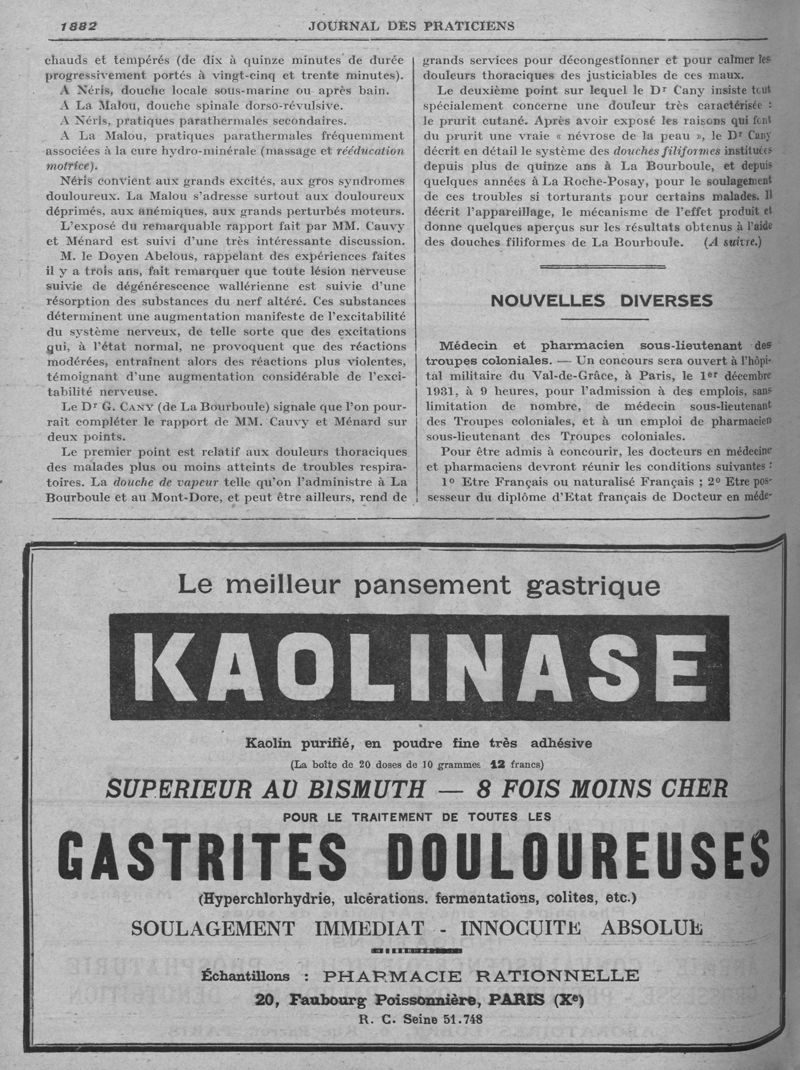 1882
JOURNAL DES PRATICIENS
chauds et tempérés (de dix à quinze minutes de durée
progressivement portés à vingt-cinq et trente minutes).
A Néris, douche locale sous-marine ou après bain.
A La Malou, douche spinale dorso-révulsive.
A Néris, pratiques parathermales secondaires.
A La Malou, pratiques parathermales fréquemment
associées à la cure hydro-minérale (massage et rééducation
motrice).
Néris convient aux grands excités, aux gros syndromes
douloureux. La Malou s'adresse surtout aux douloureux
déprimés, aux anémiques, aux grands perturbés moteurs.
L'exposé du remarquable rapport fait par MM. Cauvy
et Ménard est suivi d'une très intéressante discussion.
M. le Doyen Abelous, rappelant des expériences faites
il y a trois ans, fait remarquer que toute lésion nerveuse
suivie de dégénérescence wallérienne est suivie d'une
résorption des substances du nerf altéré. Ces substances
déterminent une augmentation manifeste de l'excitabilité
du système nerveux, de telle sorte que des excitations
qui, à l'état normal, ne provoquent que des réactions
modérées, entraînent alors des réactions plus violentes,
témoignant d'une augmentation considérable de l'exci-
tabilité nerveuse.
Le Dr G. CANY (de La Bourboule) signale que l'on pour-
rait compléter le rapport de MM. Cauvy et Ménard sur
deux points.
Le premier point est relatif aux douleurs thoraciques
des malades plus ou moins atteints de troubles respira-
toires. La douche de vapeur telle qu'on l'administre à La
Bourboule et au Mont-Dore, et peut être ailleurs, rend de
grands services pour décongestionner et pour calmer les
douleurs thoraciques des justiciables de ces maux.
Le deuxième point sur lequel le Dr Cany insiste tout
spécialement concerne une douleur très caractérisée :
le prurit cutané. Après avoir exposé les raisons qui font
du prurit une vraie « névrose de la peau », le Dr Cany
décrit en détail le système des douches filiformes instituées
depuis plus de quinze ans à La Bourboule, et depuis
quelques années à La Roche-Posay, pour le soulagement
de ces troubles si torturants pour certains malades. Il
décrit l'appareillage, le mécanisme de l'effet produit et
donne quelques aperçus sur les résultats obtenus à l'aide
des douches filiformes de La Bourboule. (A suivre.)
NOUVELLES DIVERSES
Médecin et pharmacien sous-lieutenant des
troupes coloniales. — Un concours sera ouvert à l'hôpi-
tal militaire du Val-de-Grâce, à Paris, le 1er décembre
1931, à 9 heures, pour l'admission à des emplois, sans
limitation de nombre, de médecin sous-lieutenant
des Troupes coloniales, et à un emploi de pharmacien
sous-lieutenant des Troupes coloniales.
Pour être admis à concourir, les docteurs en médecine
et pharmaciens devront réunir les conditions suivantes :
1º Etre Français ou naturalisé Français ; 2º Etre pos-
sesseur du diplôme d'Etat français de Docteur en méde-
Le meilleur pansement gastrique
KAOLINASE
Kaolin purifié, en poudre fine très adhésive
(La boîte de 20 doses de 10 grammes 12 francs)
SUPERIEUR AU BISMUTH — 8 FOIS MOINS CHER
POUR LE TRAITEMENT DE TOUTES LES
GASTRITES DOULOUREUSES
(Hyperchlorhydrie, ulcérations. fermentations, colites, etc.)
SOULAGEMENT IMMEDIAT - INNOCUITE ABSOLUE
Échantillons : PHARMACIE RATIONNELLE
20, Faubourg Poissonnière, PARIS (Xe)
R. C. Seine 51.748